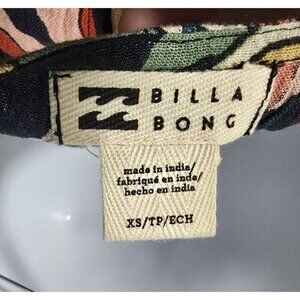 BILLA
BONG
made in india/
fabriqué en inde/
hecho en india
XS/TP/ECH